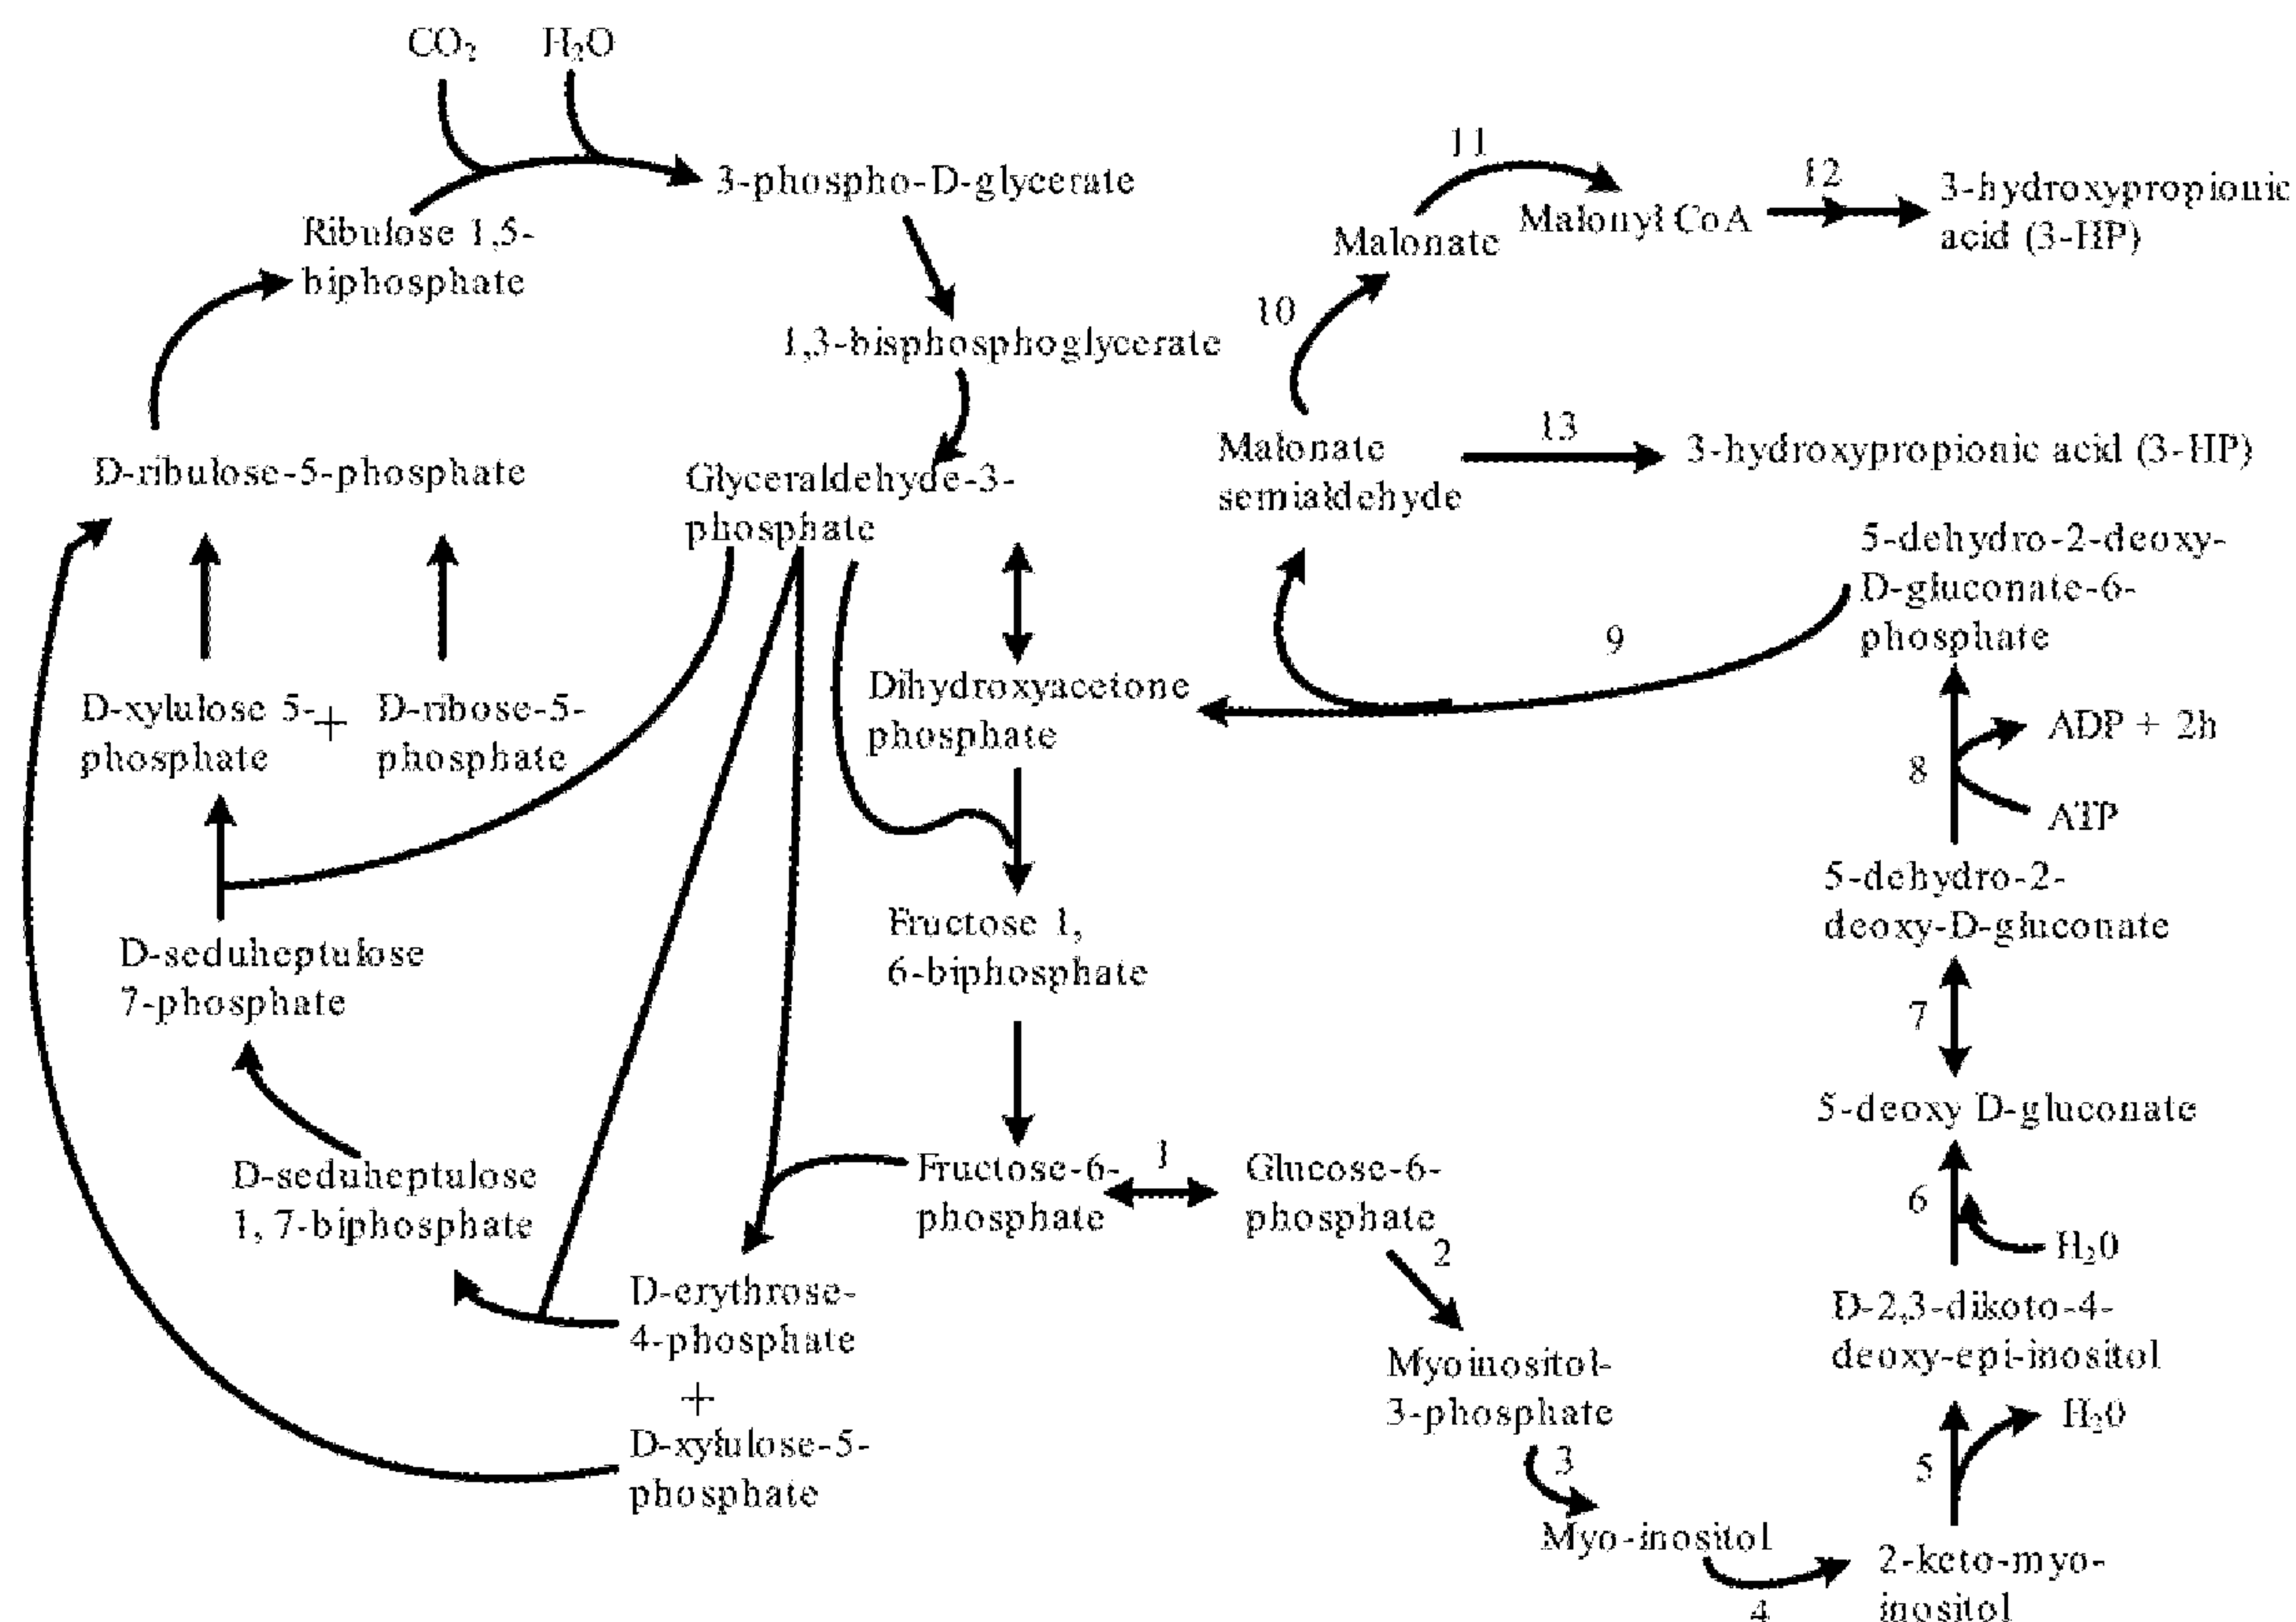 CO₂
H₂O
3-phospho-D-glycerate
Ribulose 1,5-
biphosphate
1,3-bisphosphoglycerate
D-ribulose-5-phosphate
Glyceraldehyde-3-
phosphate
D-xylulose 5-
phosphate
+
D-ribose-5-
phosphate
Dihydroxyacetone
phosphate
D-seduheptulose
7-phosphate
Fructose 1,
6-biphosphate
D-seduheptulose
1, 7-biphosphate
Fructose-6-
phosphate
1
Glucose-6-
phosphate
D-erythrose-
4-phosphate
+
D-xylulose-5-
phosphate
2
Myoinositol-
3-phosphate
3
Myo-inositol
4
2-keto-myo-
inositol
5
H₂0
D-2,3-dikoto-4-
deoxy-epi-inositol
6
H₂0
5-deoxy D-gluconate
7
5-dehydro-2-
deoxy-D-gluconate
8
ATP
ADP + 2h
5-dehydro-2-deoxy-
D-gluconate-6-
phosphate
9
Malonate
semialdehyde
13
3-hydroxypropionic acid (3-HP)
10
Malonate
11
Malonyl CoA
12
3-hydroxypropionic
acid (3-HP)